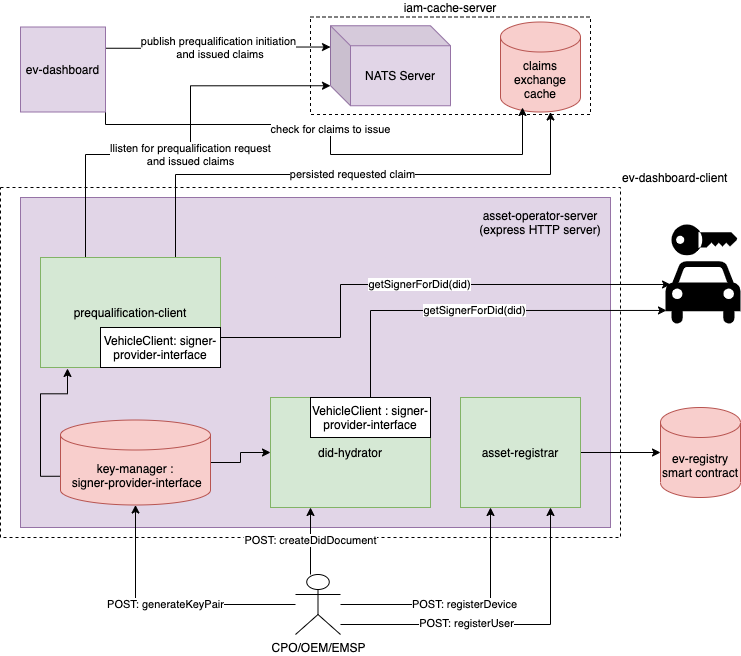 iam-cache-server
ev-dashboard
publish prequalification initiation
and issued claims
NATS Server
claims
exchange
cache
check for claims to issue
llisten for prequalification request
and issued claims
persisted requested claim
ev-dashboard-client
asset-operator-server
(express HTTP server)
prequalification-client
VehicleClient: signer-
provider-interface
getSignerForDid(did)
getSignerForDid(did)
VehicleClient : signer-
provider-interface
did-hydrator
asset-registrar
key-manager :
signer-provider-interface
ev-registry
smart contract
POST: createDidDocument
POST: generateKeyPair
POST: registerDevice
POST: registerUser
CPO/OEM/EMSP